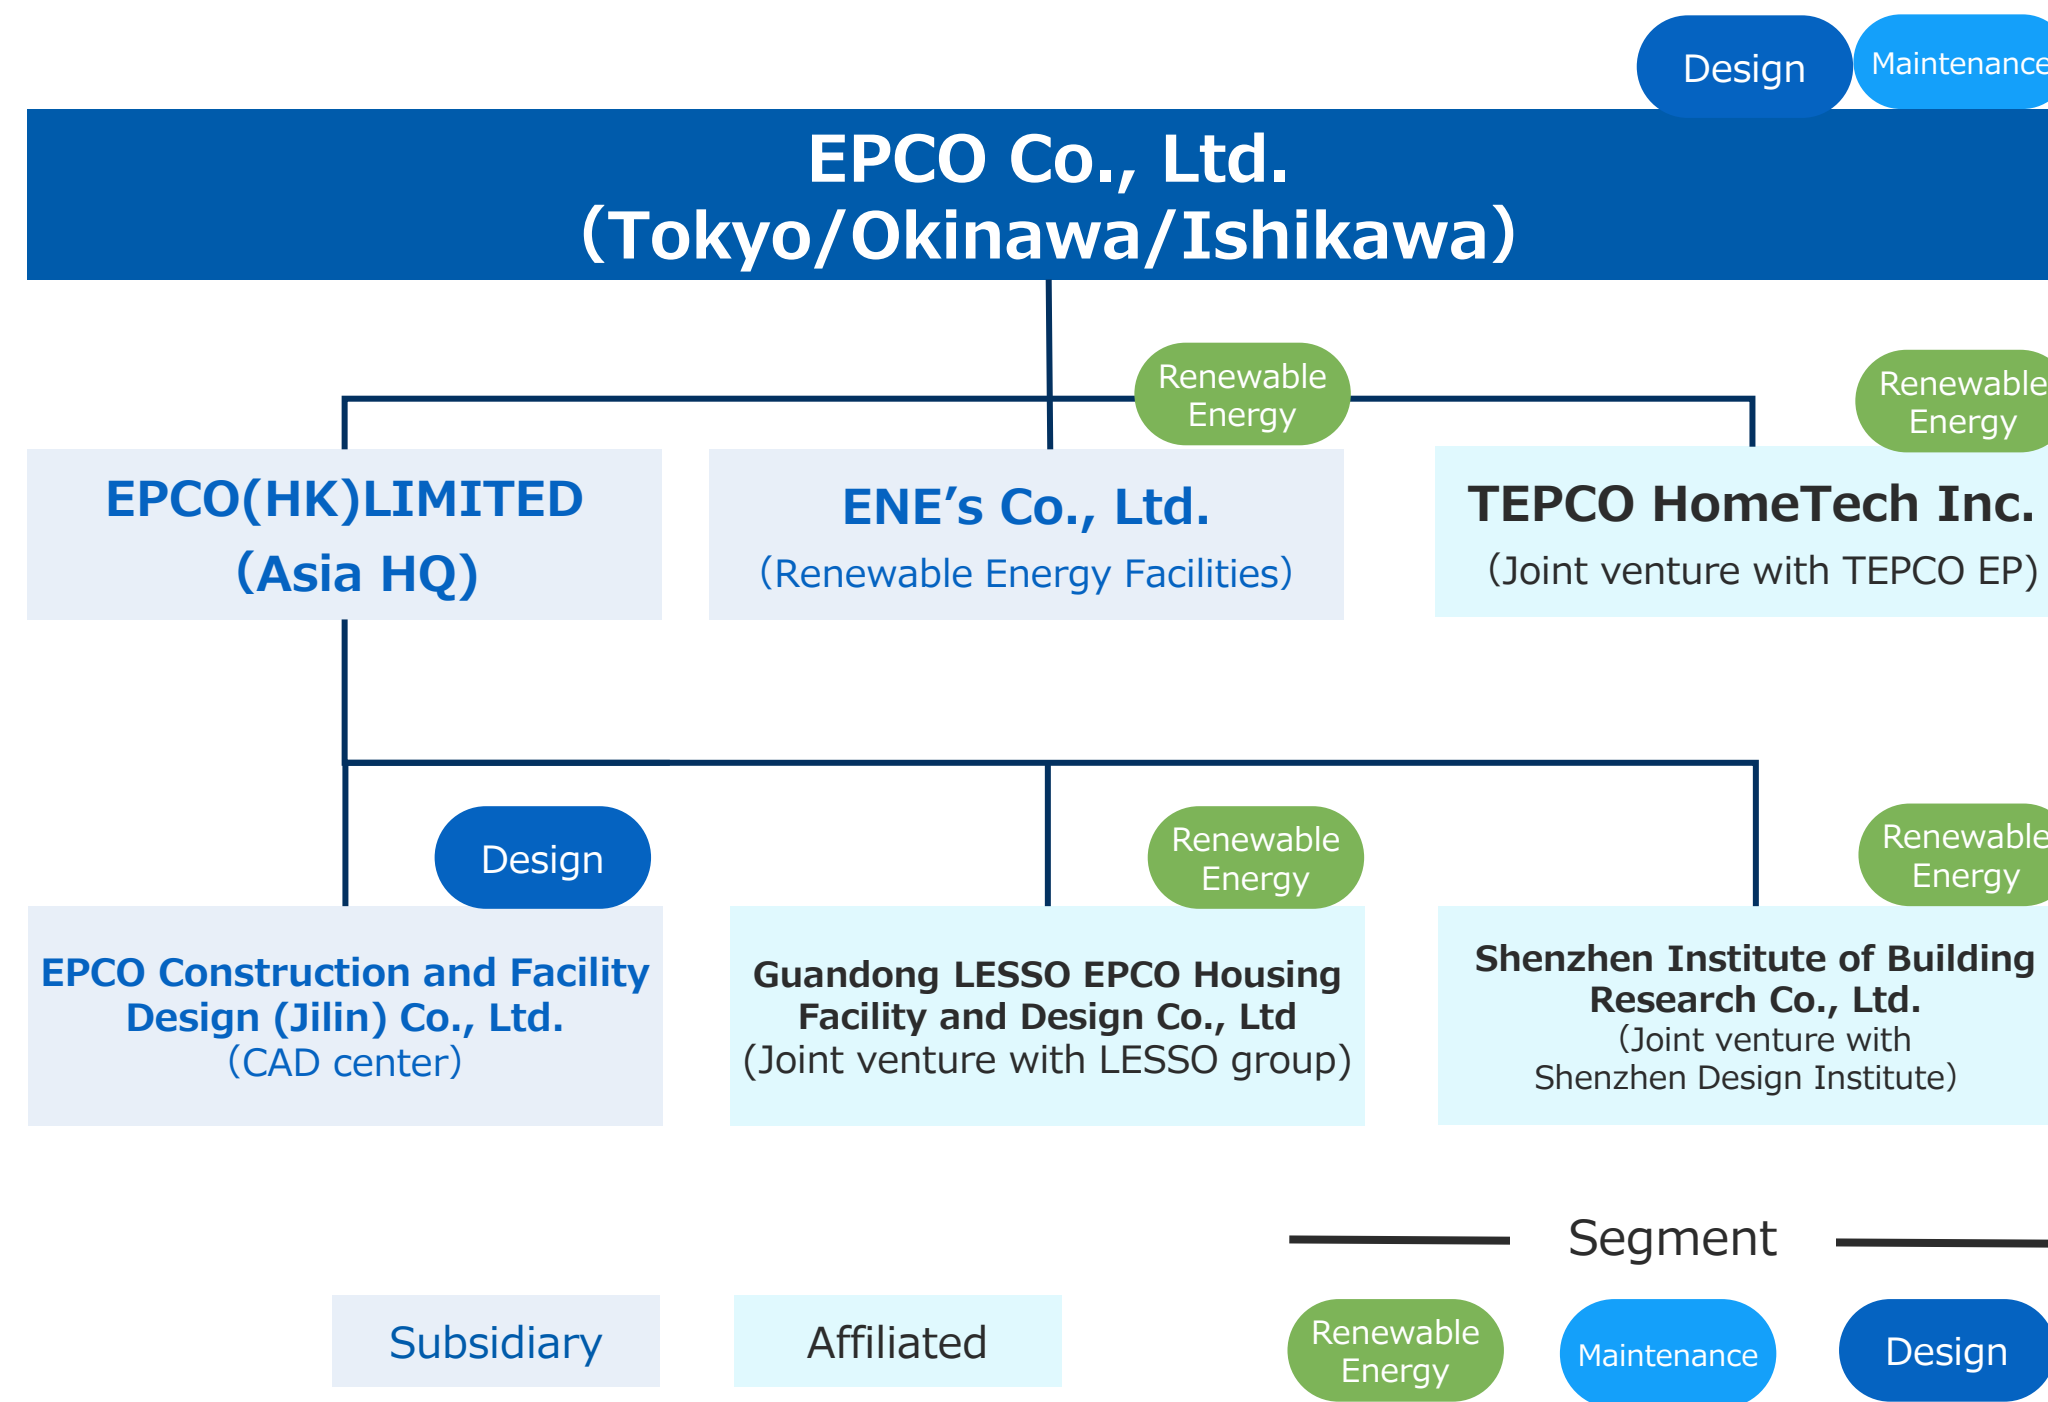 Design
Maintenance
EPCO Co., Ltd.
（Tokyo/Okinawa/Ishikawa）
Renewable
Energy
Renewable
Energy
EPCO(HK)LIMITED
（Asia HQ)
ENE’s Co., Ltd.
（Renewable Energy Facilities）
TEPCO HomeTech Inc.
（Joint venture with TEPCO EP)
Design
Renewable
Energy
Renewable
Energy
EPCO Construction and Facility
Design (Jilin) Co., Ltd.
（CAD center）
Guandong LESSO EPCO Housing
Facility and Design Co., Ltd
(Joint venture with LESSO group)
Shenzhen Institute of Building
Research Co., Ltd.
（Joint venture with
Shenzhen Design Institute）
Segment
Subsidiary
Affiliated
Renewable
Energy
Maintenance
Design